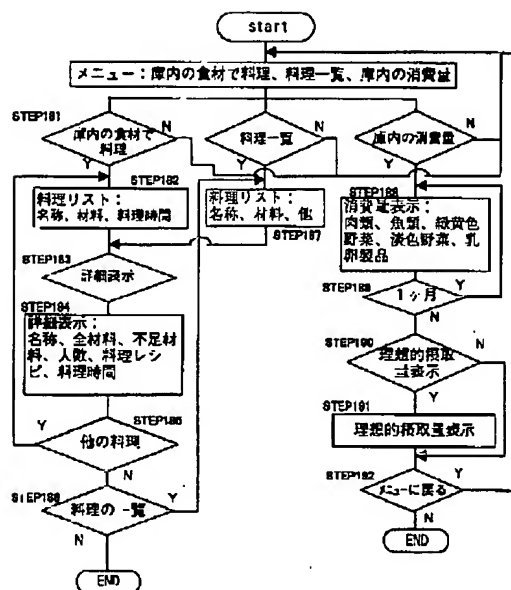 start
メニュー:庫内の食材で料理、料理一覧、庫内の消費量
STEP181
庫内の食材で
料理
N
Y
料理一覧
N
Y
庫内の消費量
N
Y
STEP182
料理リスト:
名称、材料、料理時間
料理リスト:
名称、材料、他
STEP187
STEP188
消費量表示:
肉類、魚類、緑黄色
野菜、淡色野菜、乳
卵製品
STEP183
詳細表示
STEP189
1ヶ月
Y
N
STEP184
詳細表示:
名称、全材料、不足材
料、人数、料理レシ
ピ、料理時間
STEP190
理想的摂取
量表示
N
Y
STEP185
他の料理
Y
N
STEP191
理想的摂取量表示
STEP186
料理の一覧
Y
N
STEP192
メニューに戻る
Y
N
END
END